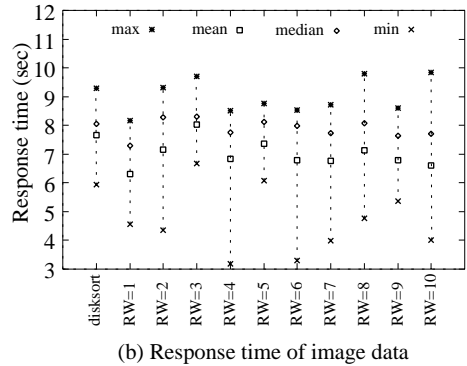 12
11
10
9
8
7
6
5
4
3
Response time (sec)
max mean median min
disksort RW=1 RW=2 RW=3 RW=4 RW=5 RW=6 RW=7 RW=8 RW=9 RW=10
(b) Response time of image data